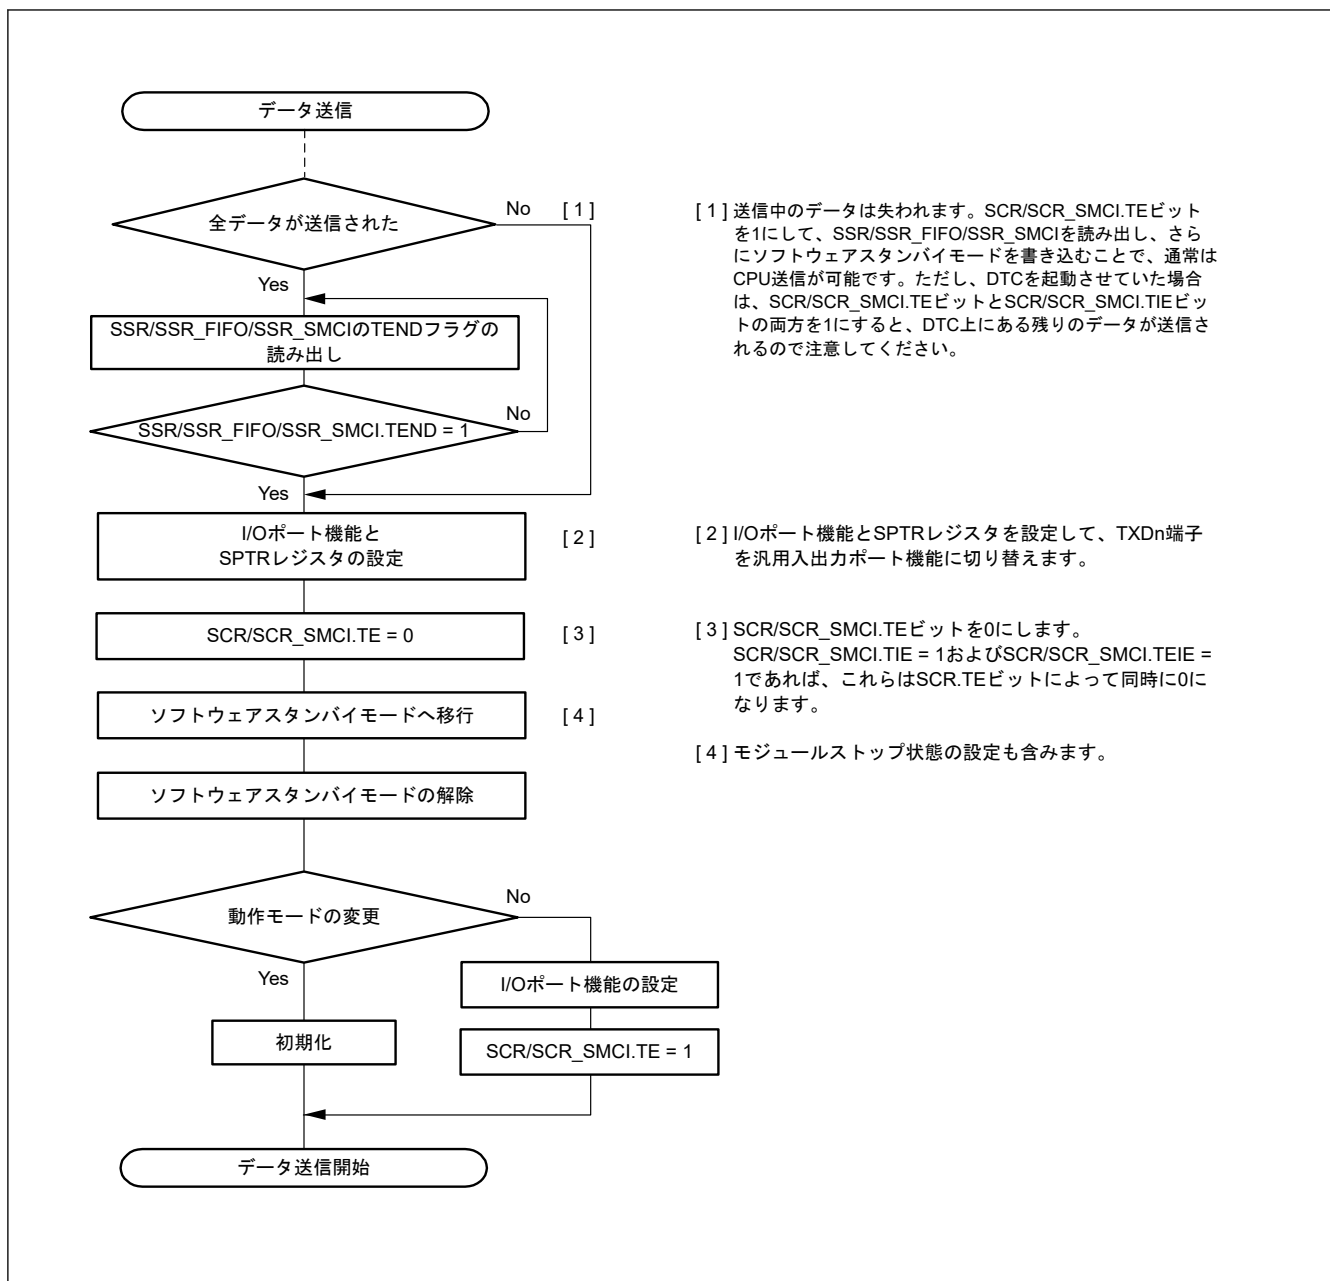 データ送信
全データが送信された
No
[ 1 ]
Yes
SSR/SSR_FIFO/SSR_SMCIのTENDフラグの
読み出し
No
SSR/SSR_FIFO/SSR_SMCI.TEND = 1
Yes
I/Oポート機能と
SPTRレジスタの設定
[ 2 ]
SCR/SCR_SMCI.TE = 0
[ 3 ]
ソフトウェアスタンバイモードへ移行
[ 4 ]
ソフトウェアスタンバイモードの解除
動作モードの変更
No
Yes
I/Oポート機能の設定
初期化
SCR/SCR_SMCI.TE = 1
データ送信開始
[ 1 ] 送信中のデータは失われます。SCR/SCR_SMCI.TEビット
を1にして、SSR/SSR_FIFO/SSR_SMCIを読み出し、さら
にソフトウェアスタンバイモードを書き込むことで、通常は
CPU送信が可能です。ただし、DTCを起動させていた場合
は、SCR/SCR_SMCI.TEビットとSCR/SCR_SMCI.TIEビッ
トの両方を1にすると、DTC上にある残りのデータが送信さ
れるので注意してください。
[ 2 ] I/Oポート機能とSPTRレジスタを設定して、TXDn端子
を汎用入出力ポート機能に切り替えます。
[ 3 ] SCR/SCR_SMCI.TEビットを0にします。
SCR/SCR_SMCI.TIE = 1およびSCR/SCR_SMCI.TEIE =
1であれば、これらはSCR.TEビットによって同時に0に
なります。
[ 4 ] モジュールストップ状態の設定も含みます。